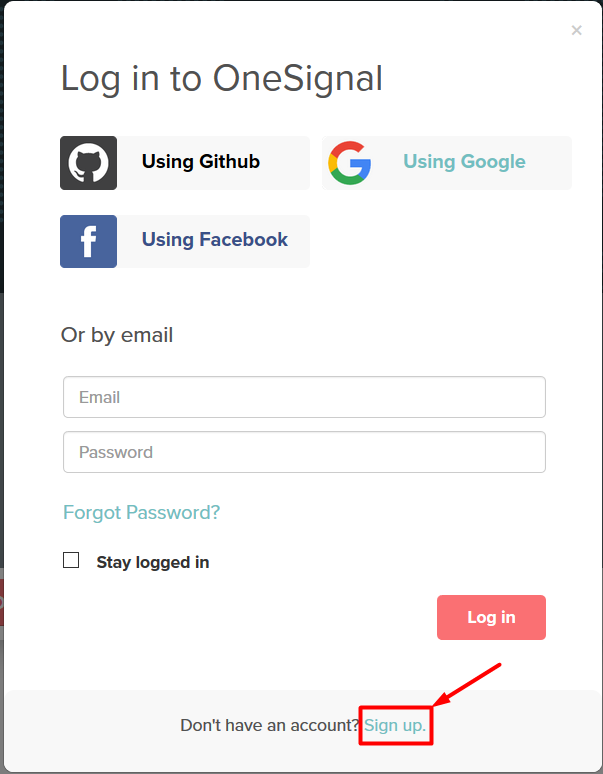 ×
Log in to OneSignal
Using Github
Using Google
Using Facebook
Or by email
Email
Password
Forgot Password?
Stay logged in
Log in
Don't have an account? Sign up.